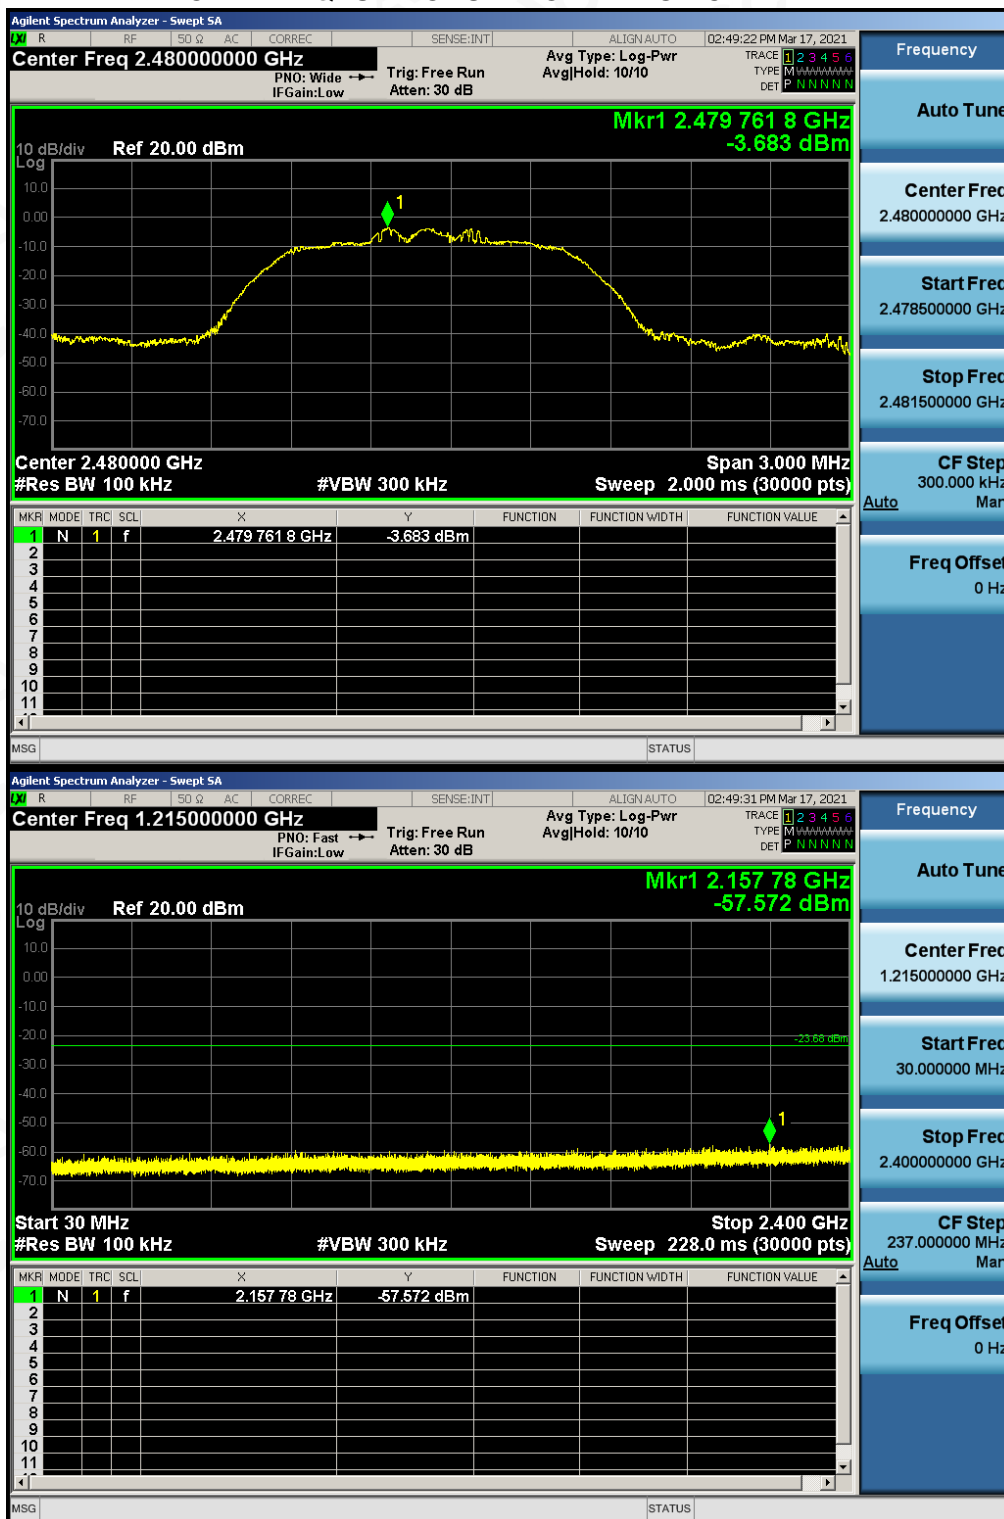 Agilent Spectrum Analyzer - Swept SA
LXI R RF 50 Ω AC CORREC SENSE:INT ALIGN AUTO 02:49:22 PM Mar 17, 2021
Center Freq 2.480000000 GHz
PNO: Wide
IFGain:Low
Trig: Free Run
Atten: 30 dB
Avg Type: Log-Pwr
Avg|Hold: 10/10
TRACE 1 2 3 4 5 6
TYPE M
DET P N N N N N
Mkr1 2.479 761 8 GHz
-3.683 dBm
10 dB/div Ref 20.00 dBm
Log
10.0
0.00
-10.0
-20.0
-30.0
-40.0
-50.0
-60.0
-70.0
1
Center 2.480000 GHz Span 3.000 MHz
#Res BW 100 kHz #VBW 300 kHz Sweep 2.000 ms (30000 pts)
MKR MODE TRC SCL X Y FUNCTION FUNCTION WIDTH FUNCTION VALUE
1 N 1 f 2.479 761 8 GHz -3.683 dBm
2
3
4
5
6
7
8
9
10
11
MSG STATUS
Frequency
Auto Tune
Center Freq
2.480000000 GHz
Start Freq
2.478500000 GHz
Stop Freq
2.481500000 GHz
CF Step
300.000 kHz
Auto Man
Freq Offset
0 Hz
Agilent Spectrum Analyzer - Swept SA
LXI R RF 50 Ω AC CORREC SENSE:INT ALIGN AUTO 02:49:31 PM Mar 17, 2021
Center Freq 1.215000000 GHz
PNO: Fast
IFGain:Low
Trig: Free Run
Atten: 30 dB
Avg Type: Log-Pwr
Avg|Hold: 10/10
TRACE 1 2 3 4 5 6
TYPE M
DET P N N N N N
Mkr1 2.157 78 GHz
-57.572 dBm
10 dB/div Ref 20.00 dBm
Log
10.0
0.00
-10.0
-20.0
-30.0
-40.0
-50.0
-60.0
-70.0
-23.68 dBm
1
Start 30 MHz Stop 2.400 GHz
#Res BW 100 kHz #VBW 300 kHz Sweep 228.0 ms (30000 pts)
MKR MODE TRC SCL X Y FUNCTION FUNCTION WIDTH FUNCTION VALUE
1 N 1 f 2.157 78 GHz -57.572 dBm
2
3
4
5
6
7
8
9
10
11
MSG STATUS
Frequency
Auto Tune
Center Freq
1.215000000 GHz
Start Freq
30.000000 MHz
Stop Freq
2.400000000 GHz
CF Step
237.000000 MHz
Auto Man
Freq Offset
0 Hz